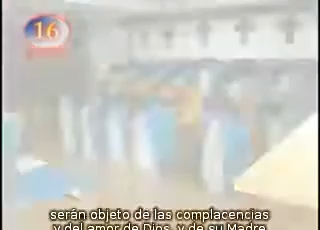 16
serán objeto de las complacencias
y del amor de Dios, y de su Madre